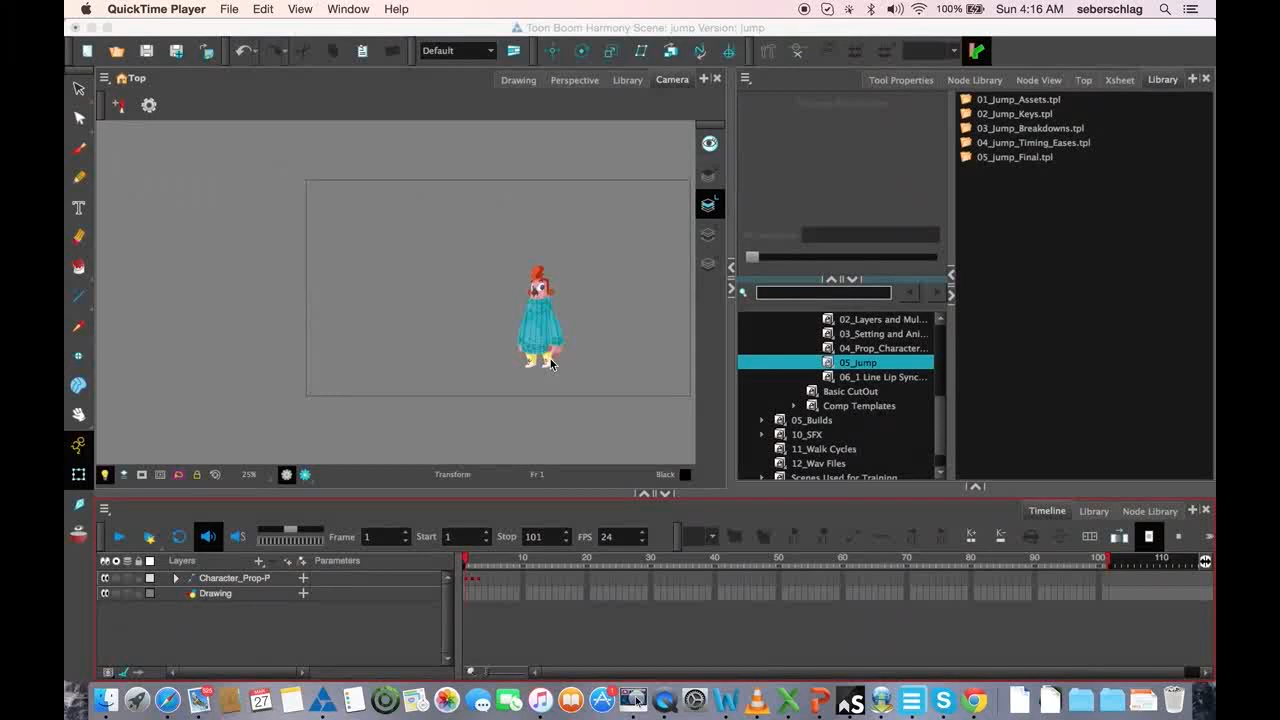 QuickTime Player File Edit View Window Help
100% Sun 4:16 AM seberschlag
Toon Boom Harmony Scene: jump Version: jump
Default
Top
Drawing Perspective Library Camera
Tool Properties Node Library Node View Top Xsheet Library
01_Jump_Assets.tpl
02_Jump_Keys.tpl
03_Jump_Breakdowns.tpl
04_jump_Timing_Eases.tpl
05_jump_Final.tpl
02_Layers and Mul...
03_Setting and Ani...
04_Prop_Character...
05_Jump
06_1 Line Lip Sync...
Basic CutOut
Comp Templates
05_Builds
10_SFX
11_Walk Cycles
12_Wav Files
Scenes Used for Training
25% Transform Fr 1 Black
Timeline Library Node Library
Frame 1 Start 1 Stop 101 FPS 24
Layers Parameters
10 20 30 40 50 60 70 80 90 100 110
Character_Prop-P
Drawing